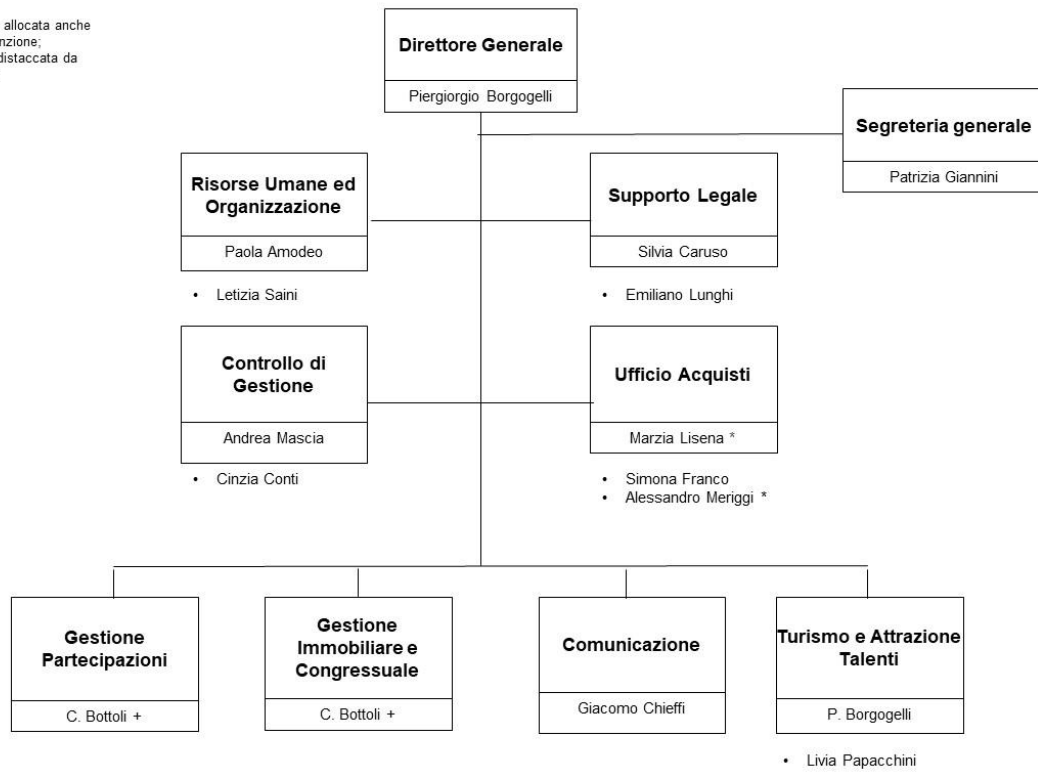 allocata anche
nzione;
distaccata da
Direttore Generale
Piergiorgio Borgogelli
Segreteria generale
Patrizia Giannini
Risorse Umane ed
Organizzazione
Paola Amodeo
• Letizia Saini
Supporto Legale
Silvia Caruso
• Emiliano Lunghi
Controllo di
Gestione
Andrea Mascia
• Cinzia Conti
Ufficio Acquisti
Marzia Lisena *
• Simona Franco
• Alessandro Meriggi *
Gestione
Partecipazioni
C. Bottoli +
Gestione
Immobiliare e
Congressuale
C. Bottoli +
Comunicazione
Giacomo Chieffi
Turismo e Attrazione
Talenti
P. Borgogelli
• Livia Papacchini